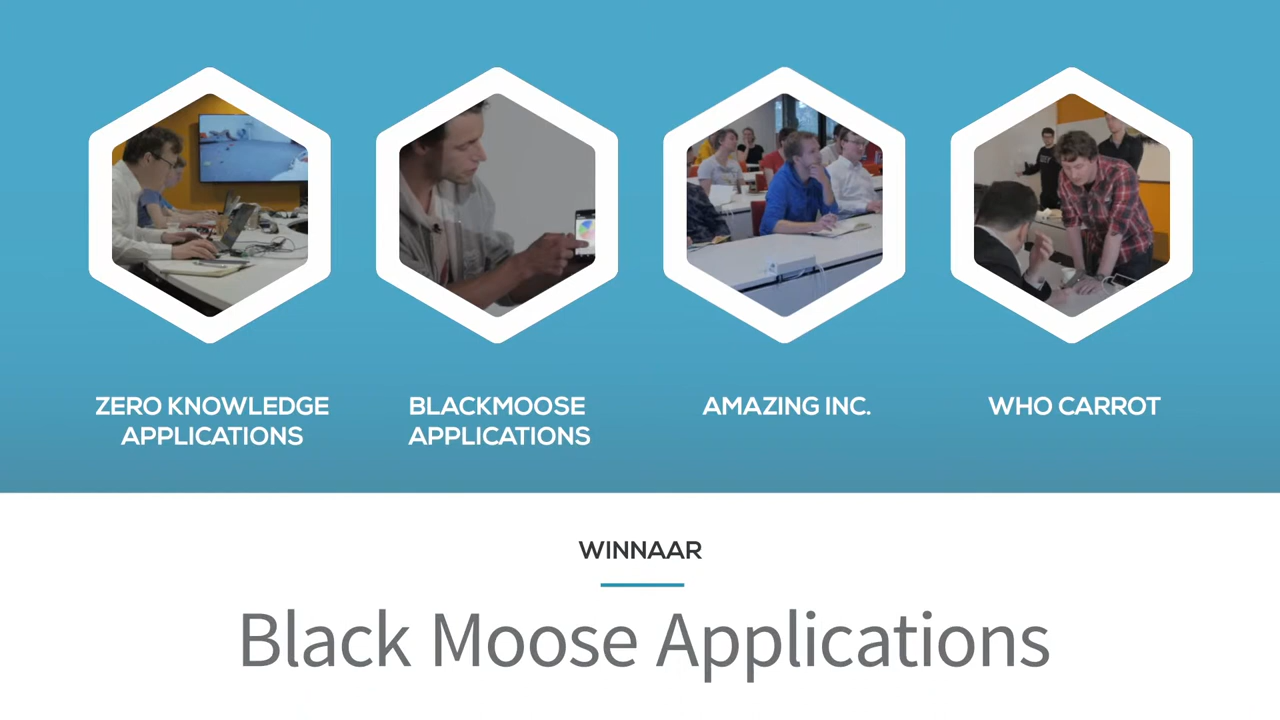 ZERO KNOWLEDGE
APPLICATIONS
BLACKMOOSE
APPLICATIONS
AMAZING INC.
WHO CARROT
WINNAAR
Black Moose Applications